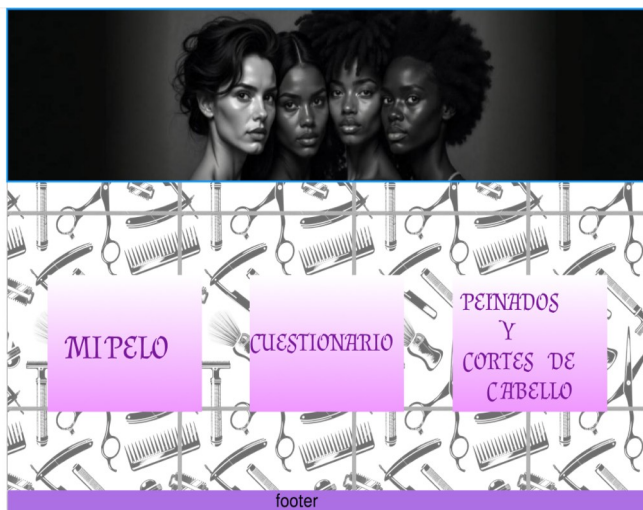 MI PELO
CUESTIONARIO
PEINADOS
Y
CORTES DE
CABELLO
footer